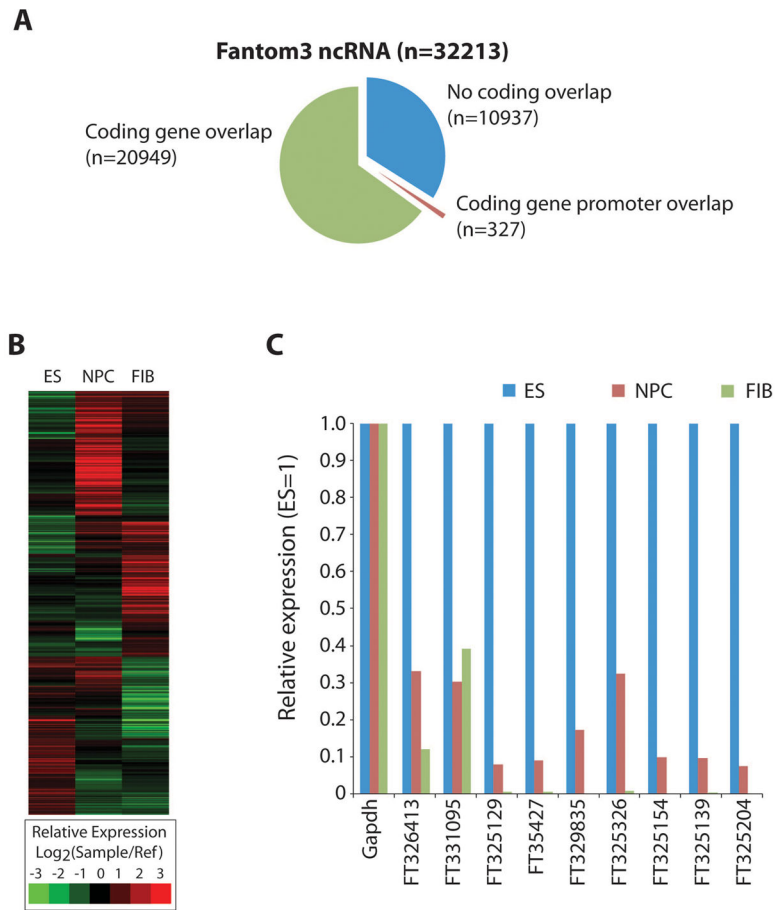 A
Fantom3 ncRNA (n=32213)
No coding overlap
(n=10937)
Coding gene overlap
(n=20949)
Coding gene promoter overlap
(n=327)
B
ES NPC FIB
Relative Expression
Log2(Sample/Ref)
-3 -2 -1 0 1 2 3
C
ES NPC FIB
Relative expression (ES=1)
1.0
0.9
0.8
0.7
0.6
0.5
0.4
0.3
0.2
0.1
0
Gapdh
FT326413
FT331095
FT325129
FT35427
FT329835
FT325326
FT325154
FT325139
FT325204